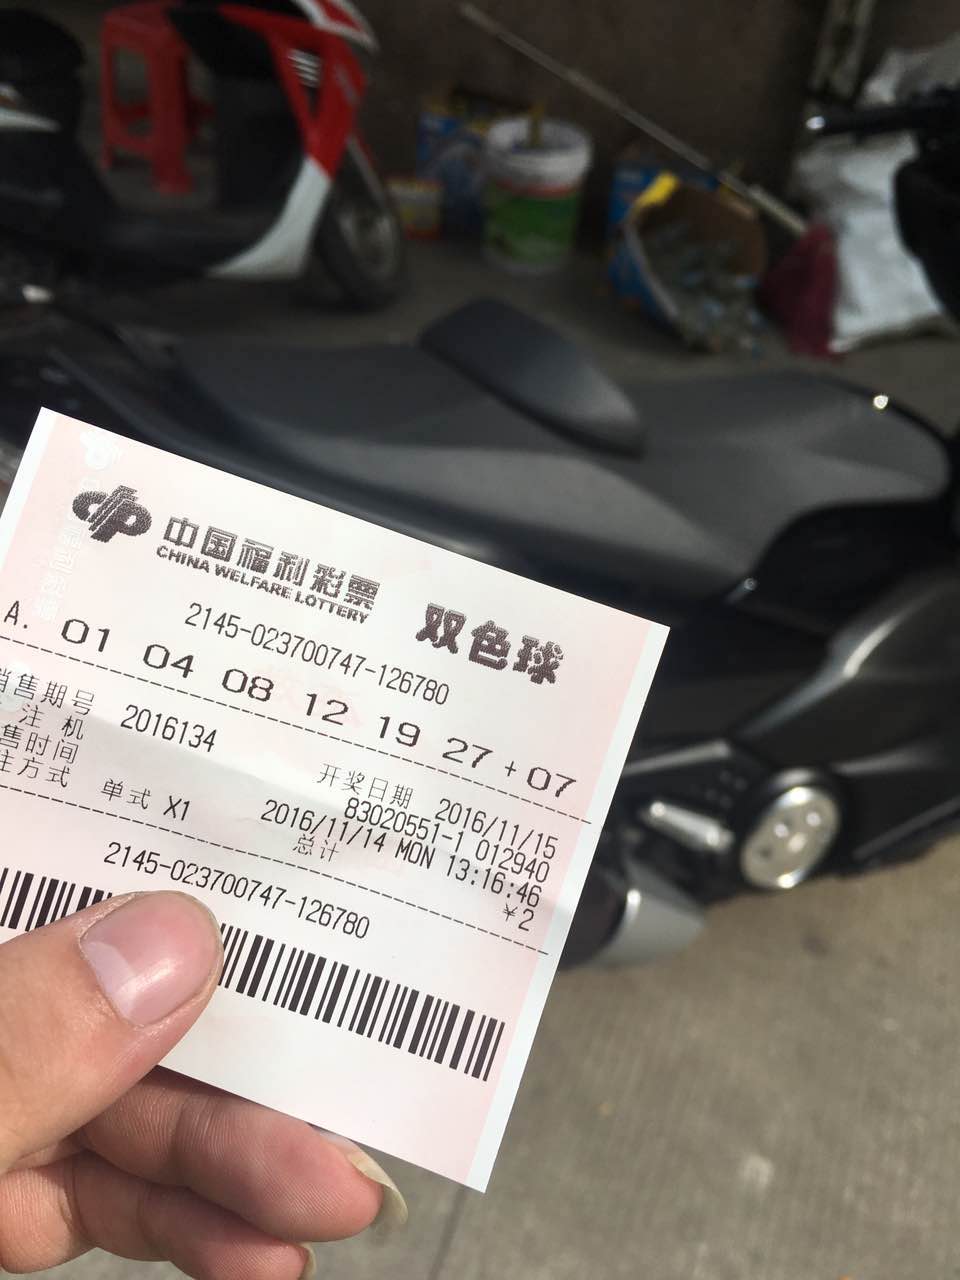 中国福利彩票
CHINA WELFARE LOTTERY
双色球
2145-023700747-126780
A. 01 04 08 12 19 27 + 07
销售期号 2016134 开奖日期 2016/11/15
注机 83020551-1 012940
售时间 2016/11/14 MON 13:16:46
注方式 单式 X1 总计 ¥2
2145-023700747-126780